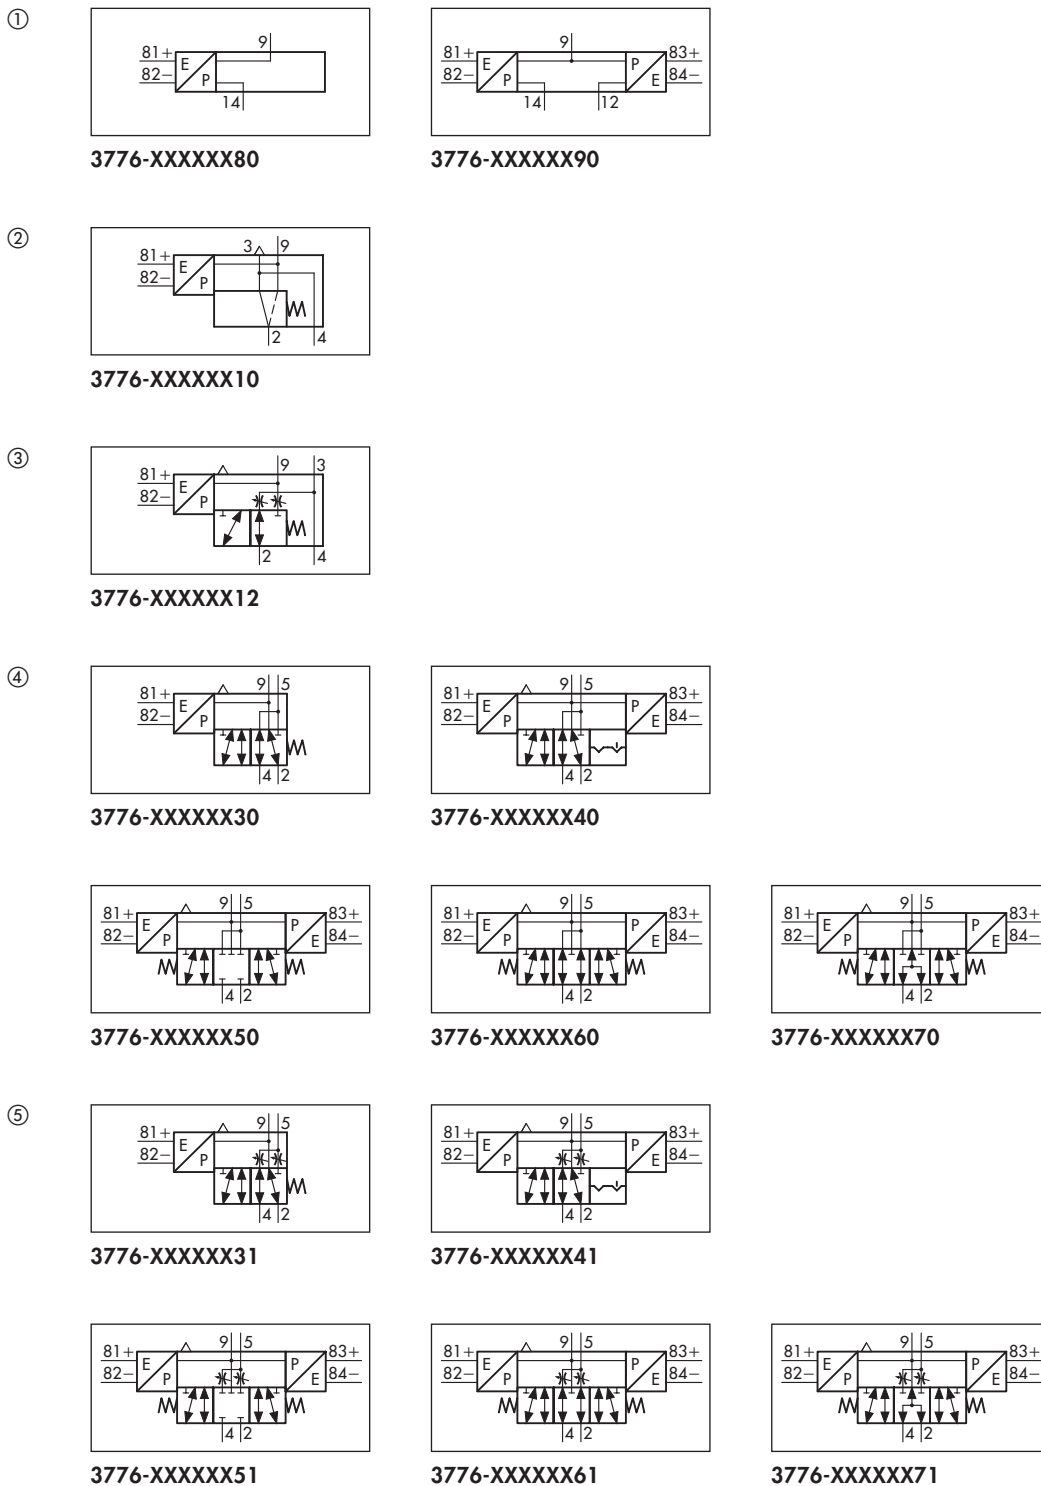 ①
9 9
81+ 81+ 83+
E E P
82− 82− 84−
P P E
14 14 12
3776-XXXXXX80 3776-XXXXXX90
②
3 9
81+
E
82−
P
2 4
3776-XXXXXX10
③
9 3
81+
E
82−
P
2 4
3776-XXXXXX12
④
9 5 9 5
81+ 81+ 83+
E E P
82− 82− 84−
P P E
4 2 4 2
3776-XXXXXX30 3776-XXXXXX40
9 5 9 5 9 5
81+ 83+ 81+ 83+ 81+ 83+
E P E P E P
82− 84− 82− 84− 82− 84−
P E P E P E
4 2 4 2 4 2
3776-XXXXXX50 3776-XXXXXX60 3776-XXXXXX70
⑤
9 5 9 5
81+ 81+ 83+
E E P
82− 82− 84−
P P E
4 2 4 2
3776-XXXXXX31 3776-XXXXXX41
9 5 9 5 9 5
81+ 83+ 81+ 83+ 81+ 83+
E P E P E P
82− 84− 82− 84− 82− 84−
P E P E P E
4 2 4 2 4 2
3776-XXXXXX51 3776-XXXXXX61 3776-XXXXXX71